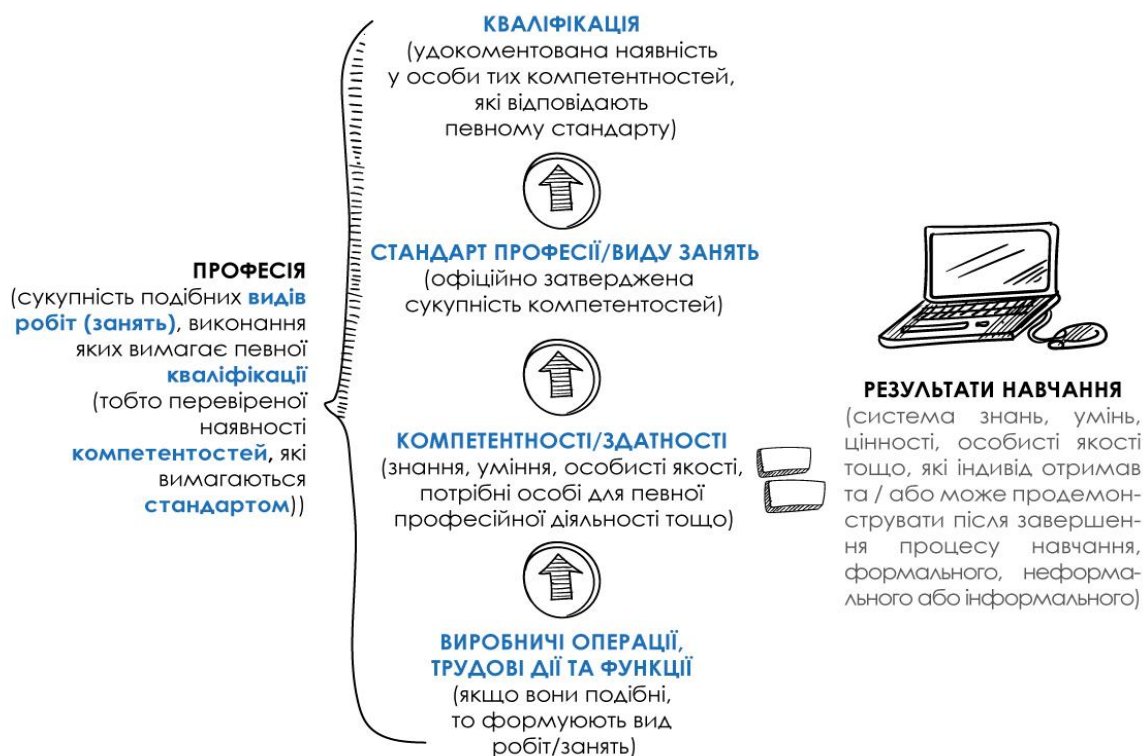 КВАЛІФІКАЦІЯ
(удокоментована наявність
у особи тих компетентностей,
які відповідають
певному стандарту)
СТАНДАРТ ПРОФЕСІЇ/ВИДУ ЗАНЯТЬ
(офіційно затверджена
сукупність компетентостей)
ПРОФЕСІЯ
(сукупність подібних видів
робіт (занять), виконання
яких вимагає певної
кваліфікації
(тобто перевіреної
наявності
компетентостей, які
вимагаються
стандартом))
КОМПЕТЕНТНОСТІ/ЗДАТНОСТІ
(знання, уміння, особисті якості,
потрібні особі для певної
професійної діяльності тощо)
ВИРОБНИЧІ ОПЕРАЦІЇ,
ТРУДОВІ ДІЇ ТА ФУНКЦІЇ
(якщо вони подібні,
то формуюють вид
робіт/занять)
РЕЗУЛЬТАТИ НАВЧАННЯ
(система знань, умінь,
цінності, особисті якості
тощо, які індивід отримав
та / або може продемон-
струвати після завершен-
ня процесу навчання,
формального, неформа-
льного або інформального)